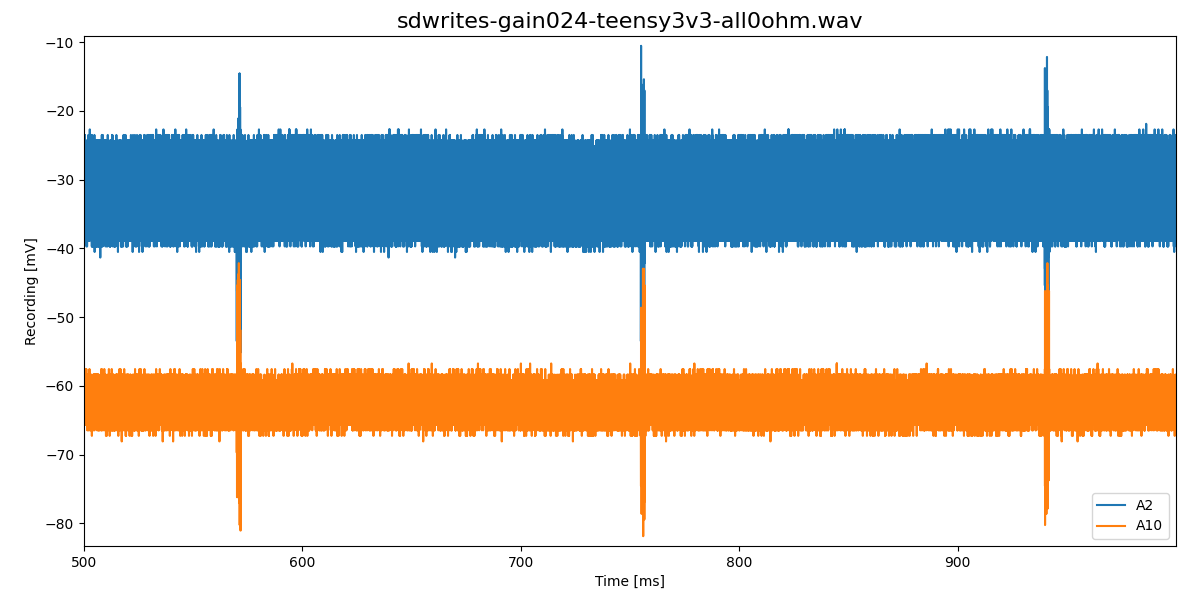 sdwrites-gain024-teensy3v3-all0ohm.wav
Recording [mV]
−10
−20
−30
−40
−50
−60
−70
−80
A2
A10
500
600
700
800
900
Time [ms]